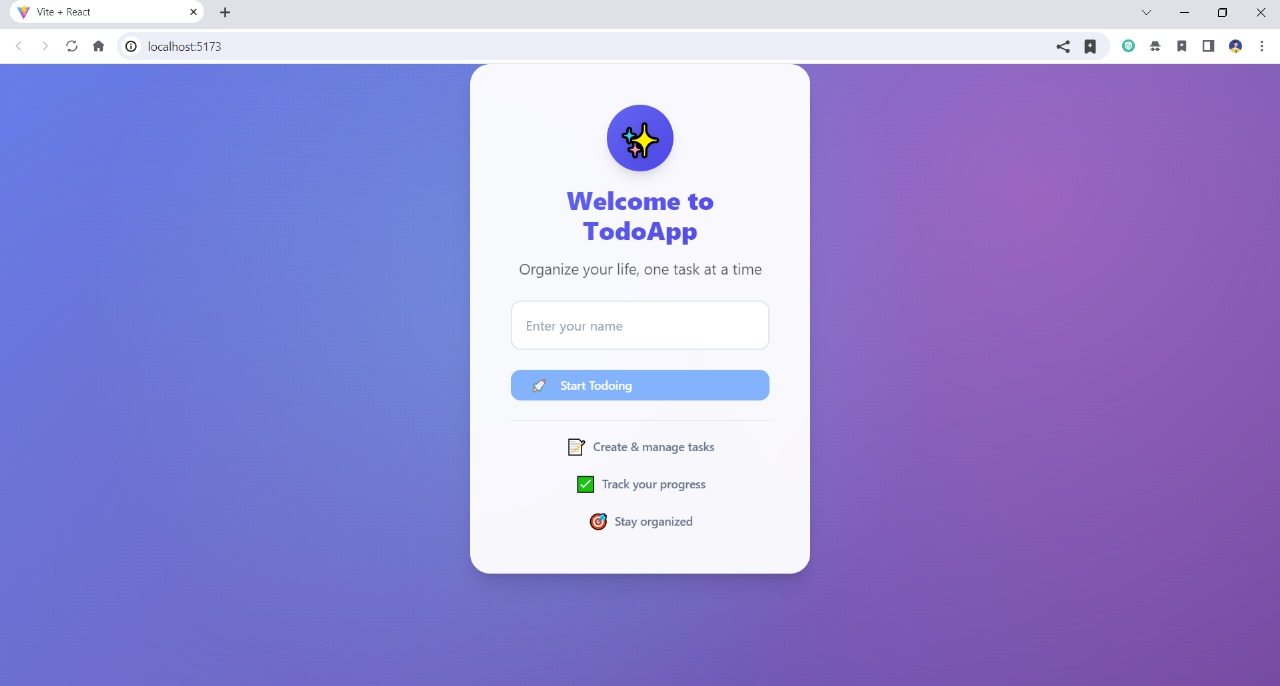 Vite + React
localhost:5173
Welcome to
TodoApp
Organize your life, one task at a time
Enter your name
Start Todoing
Create & manage tasks
Track your progress
Stay organized